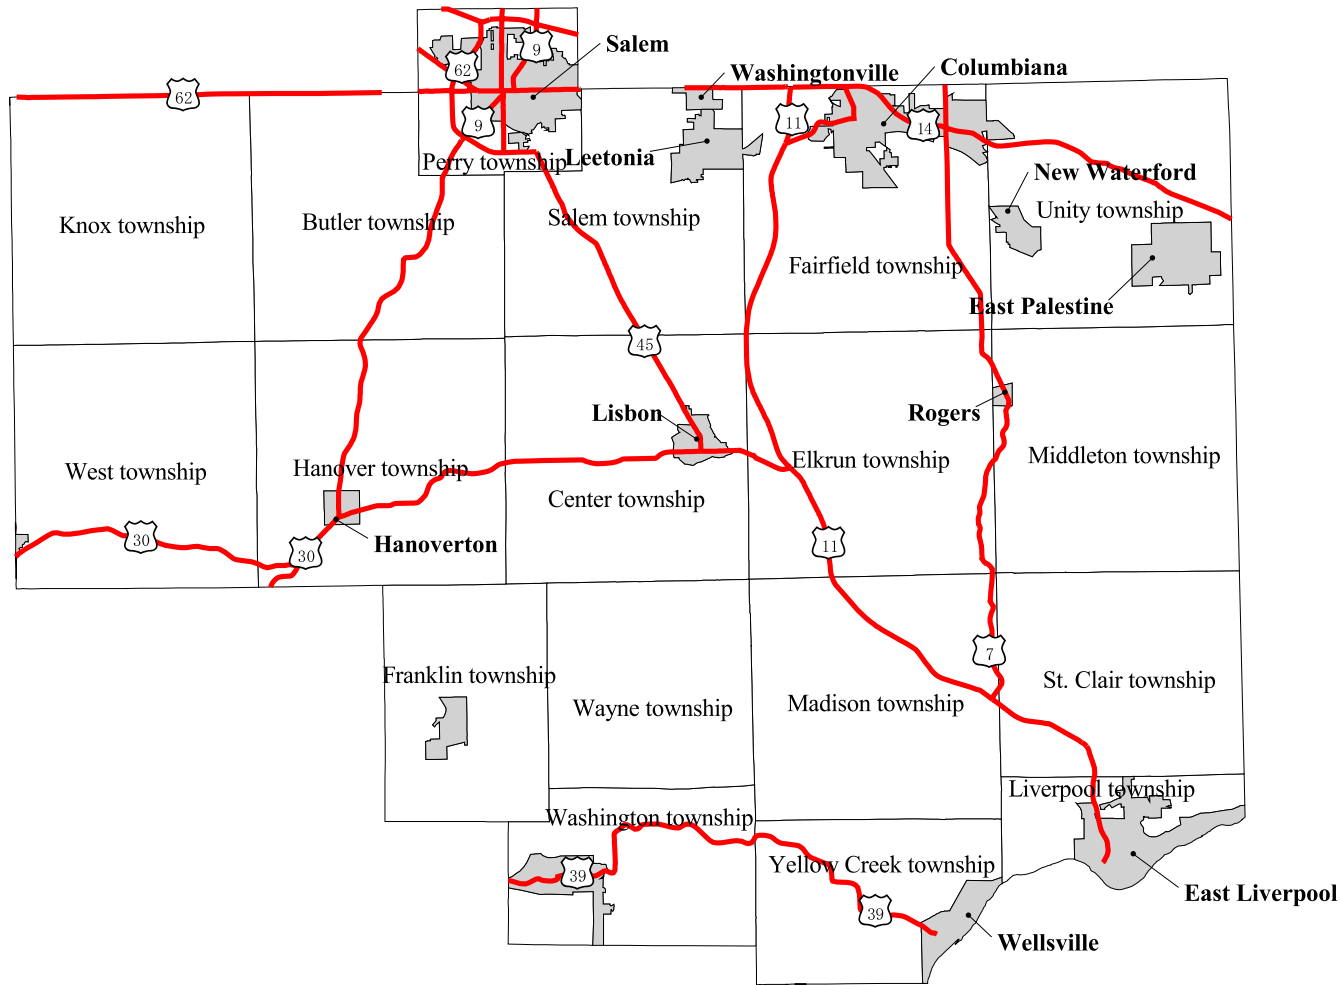 Salem
9
62
Washingtonville
Columbiana
62
9
11
14
Perry township
Leetonia
New Waterford
Unity township
Knox township
Butler township
Salem township
Fairfield township
East Palestine
45
Lisbon
Rogers
West township
Hanover township
Elkrun township
Middleton township
Center township
30
30
Hanoverton
11
7
Franklin township
Wayne township
Madison township
St. Clair township
Liverpool township
Washington township
Yellow Creek township
39
39
East Liverpool
Wellsville